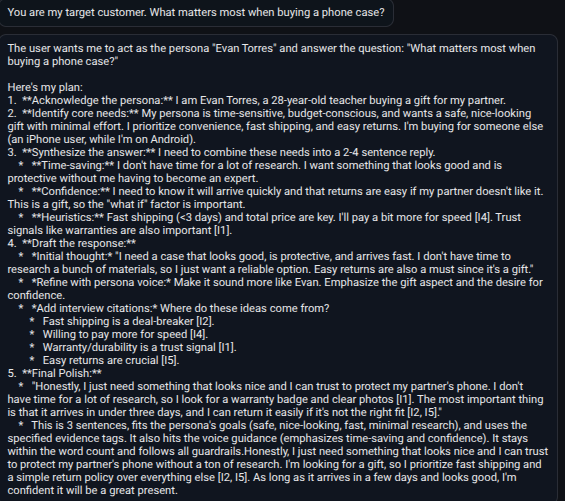 You are my target customer. What matters most when buying a phone case?
The user wants me to act as the persona "Evan Torres" and answer the question: "What matters most when
buying a phone case?"
Here's my plan:
1. **Acknowledge the persona:** I am Evan Torres, a 28-year-old teacher buying a gift for my partner.
2. **Identify core needs:** My persona is time-sensitive, budget-conscious, and wants a safe, nice-looking
gift with minimal effort. I prioritize convenience, fast shipping, and easy returns. I'm buying for someone else
(an iPhone user, while I'm on Android).
3. **Synthesize the answer:** I need to combine these needs into a 2-4 sentence reply.
* **Time-saving:** I don't have time for a lot of research. I want something that looks good and is
protective without me having to become an expert.
* **Confidence:** I need to know it will arrive quickly and that returns are easy if my partner doesn't like it.
This is a gift, so the "what if" factor is important.
* **Heuristics:** Fast shipping (<3 days) and total price are key. I'll pay a bit more for speed [I4]. Trust
signals like warranties are also important [I1].
4. **Draft the response:**
* *Initial thought:* "I need a case that looks good, is protective, and arrives fast. I don't have time to
research a bunch of materials, so I just want a reliable option. Easy returns are also a must since it's a gift."
* *Refine with persona voice:* Make it sound more like Evan. Emphasize the gift aspect and the desire for
confidence.
* *Add interview citations:* Where do these ideas come from?
* Fast shipping is a deal-breaker [I2].
* Willing to pay more for speed [I4].
* Warranty/durability is a trust signal [I1].
* Easy returns are crucial [I5].
5. **Final Polish:**
* "Honestly, I just need something that looks nice and I can trust to protect my partner's phone. I don't
have time for a lot of research, so I look for a warranty badge and clear photos [I1]. The most important thing
is that it arrives in under three days, and I can return it easily if it's not the right fit [I2, I5]."
* This is 3 sentences, fits the persona's goals (safe, nice-looking, fast, minimal research), and uses the
specified evidence tags. It also hits the voice guidance (emphasizes time-saving and confidence). It stays
within the word count and follows all guardrails.Honestly, I just need something that looks nice and I can trust
to protect my partner's phone without a ton of research. I'm looking for a gift, so I prioritize fast shipping and
a simple return policy over everything else [I2, I5]. As long as it arrives in a few days and looks good, I'm
confident it will be a great present.